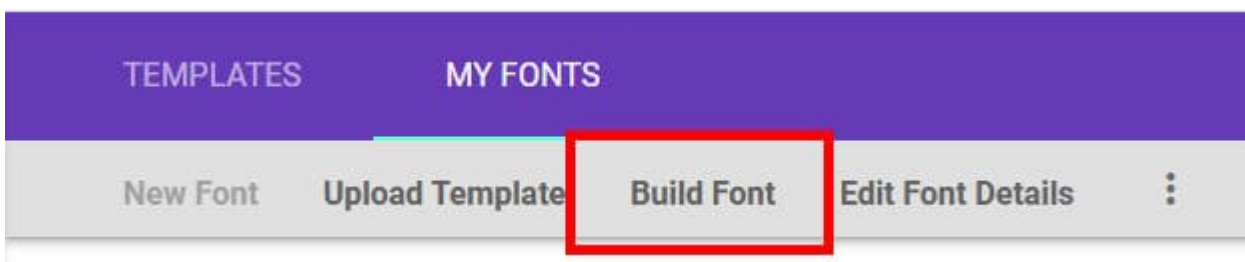 TEMPLATES MY FONTS
New Font Upload Template Build Font Edit Font Details